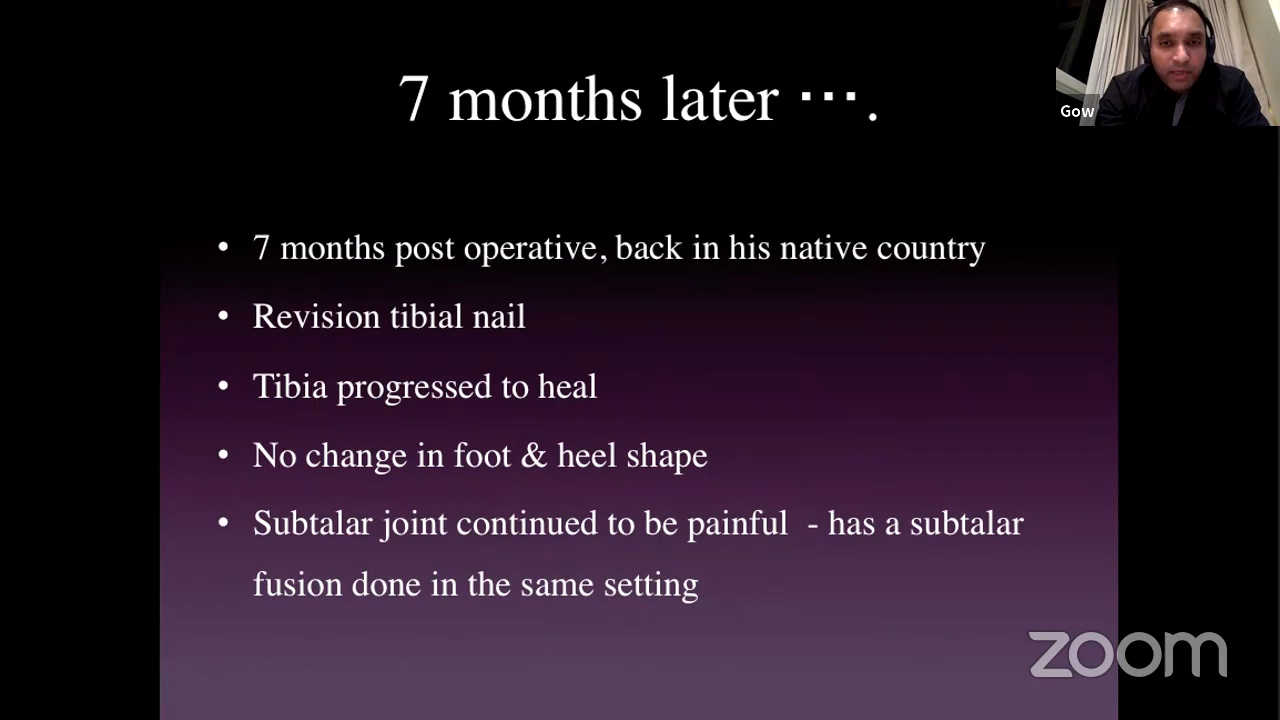 7 months later ….
Gow
• 7 months post operative, back in his native country
• Revision tibial nail
• Tibia progressed to heal
• No change in foot & heel shape
• Subtalar joint continued to be painful - has a subtalar
fusion done in the same setting
zoom